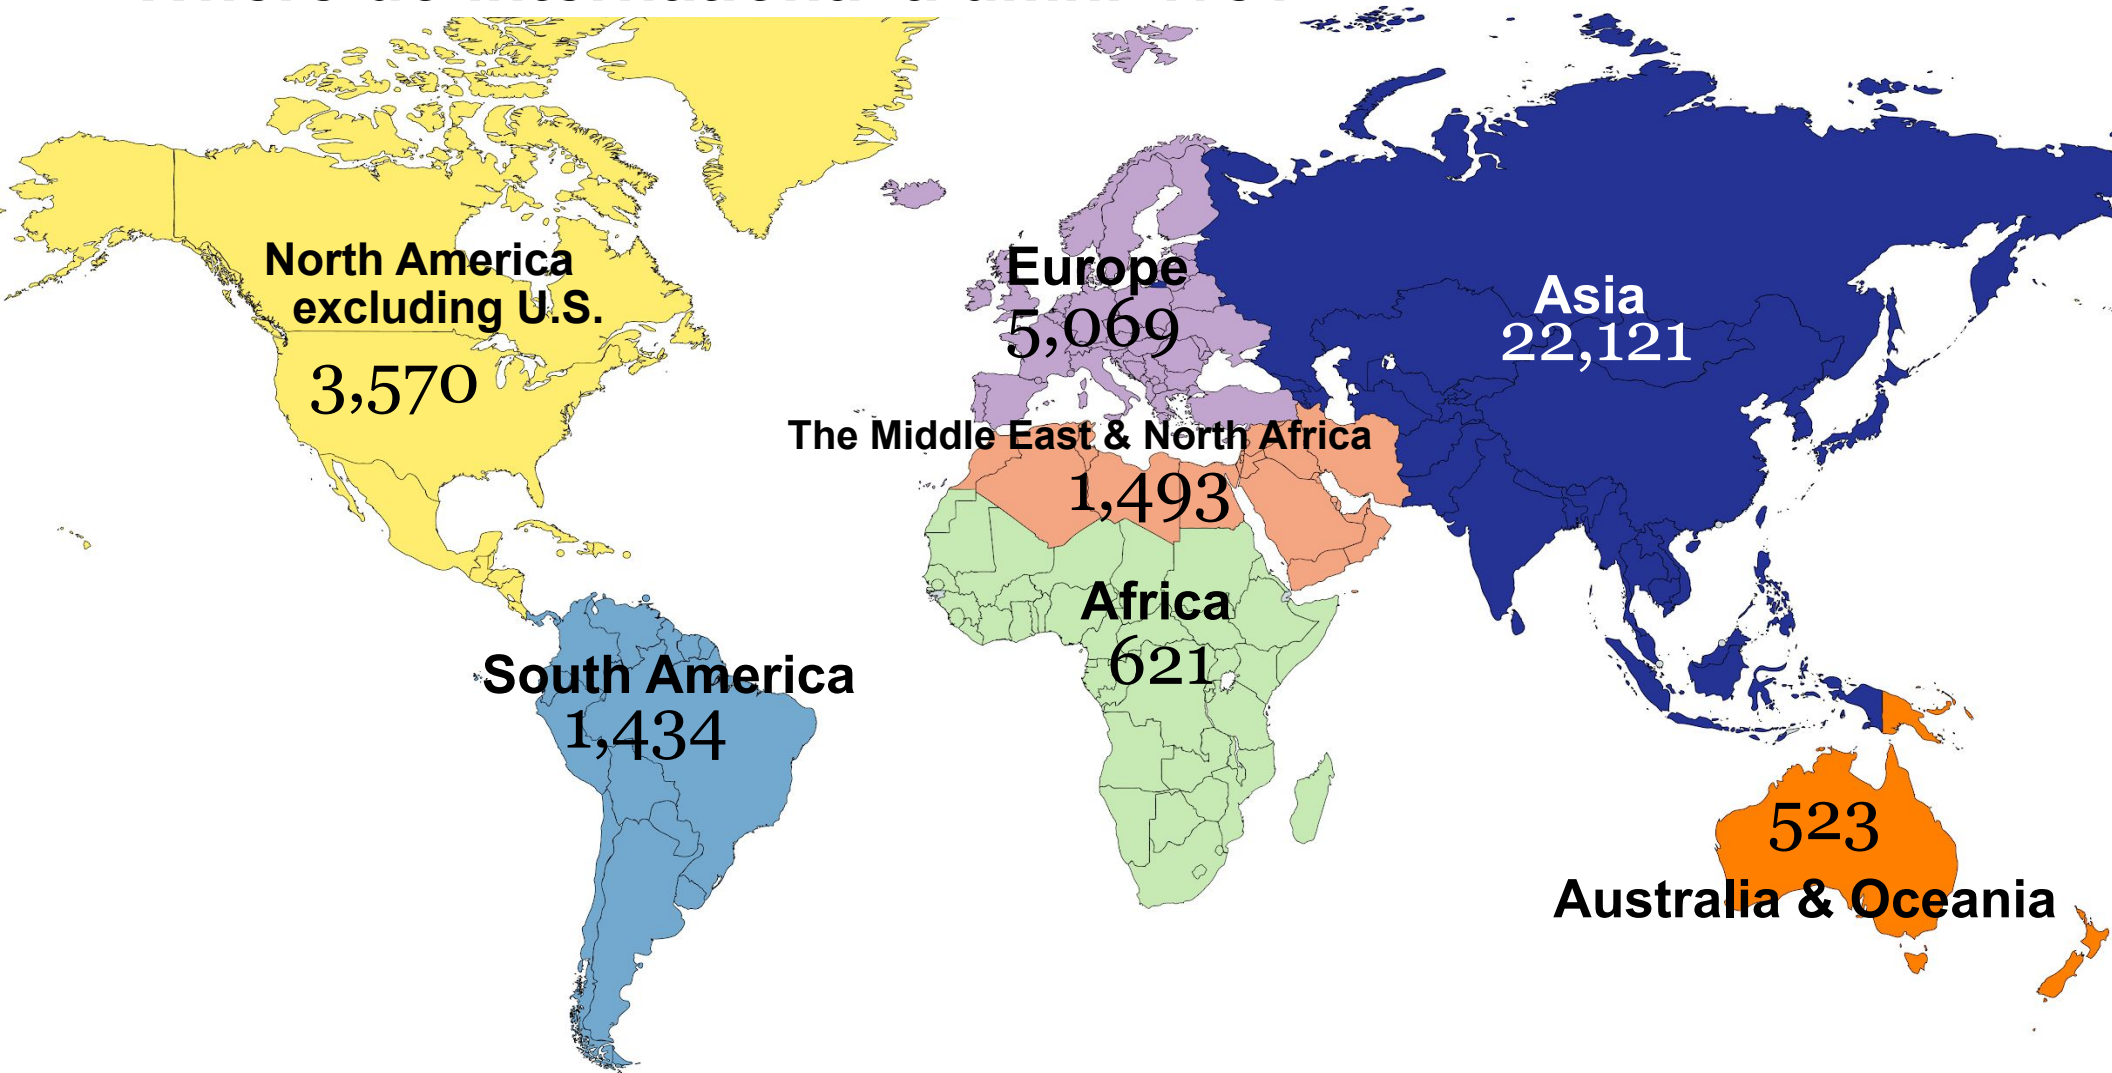 North America
excluding U.S.
3,570
Europe
5,069
Asia
22,121
The Middle East & North Africa
1,493
Africa
621
South America
1,434
523
Australia & Oceania